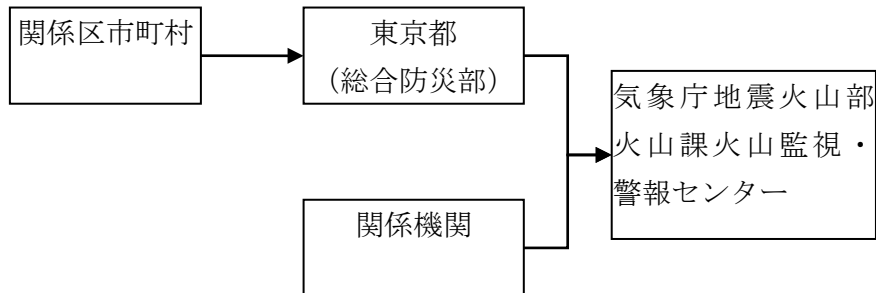 関係区市町村
東京都
（総合防災部）
気象庁地震火山部
火山課火山監視・
警報センター
関係機関